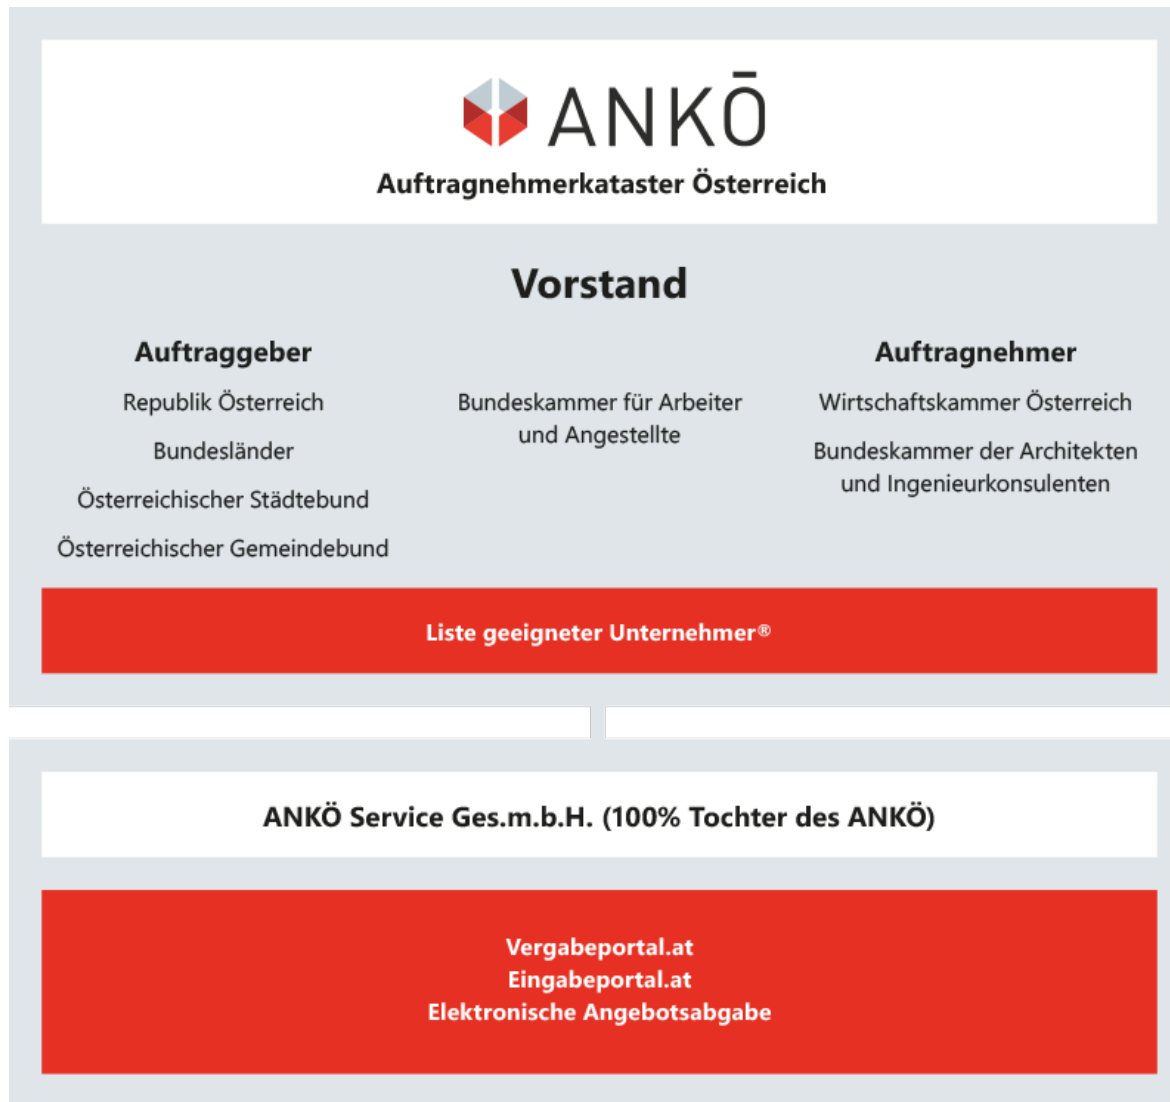 ANKŌ
Auftragnehmerkataster Österreich
Vorstand
Auftraggeber
Republik Österreich
Bundesländer
Österreichischer Städtebund
Österreichischer Gemeindebund
Bundeskammer für Arbeiter
und Angestellte
Auftragnehmer
Wirtschaftskammer Österreich
Bundeskammer der Architekten
und Ingenieurkonsulenten
Liste geeigneter Unternehmer®
ANKÖ Service Ges.m.b.H. (100% Tochter des ANKÖ)
Vergabeportal.at
Eingabeportal.at
Elektronische Angebotsabgabe